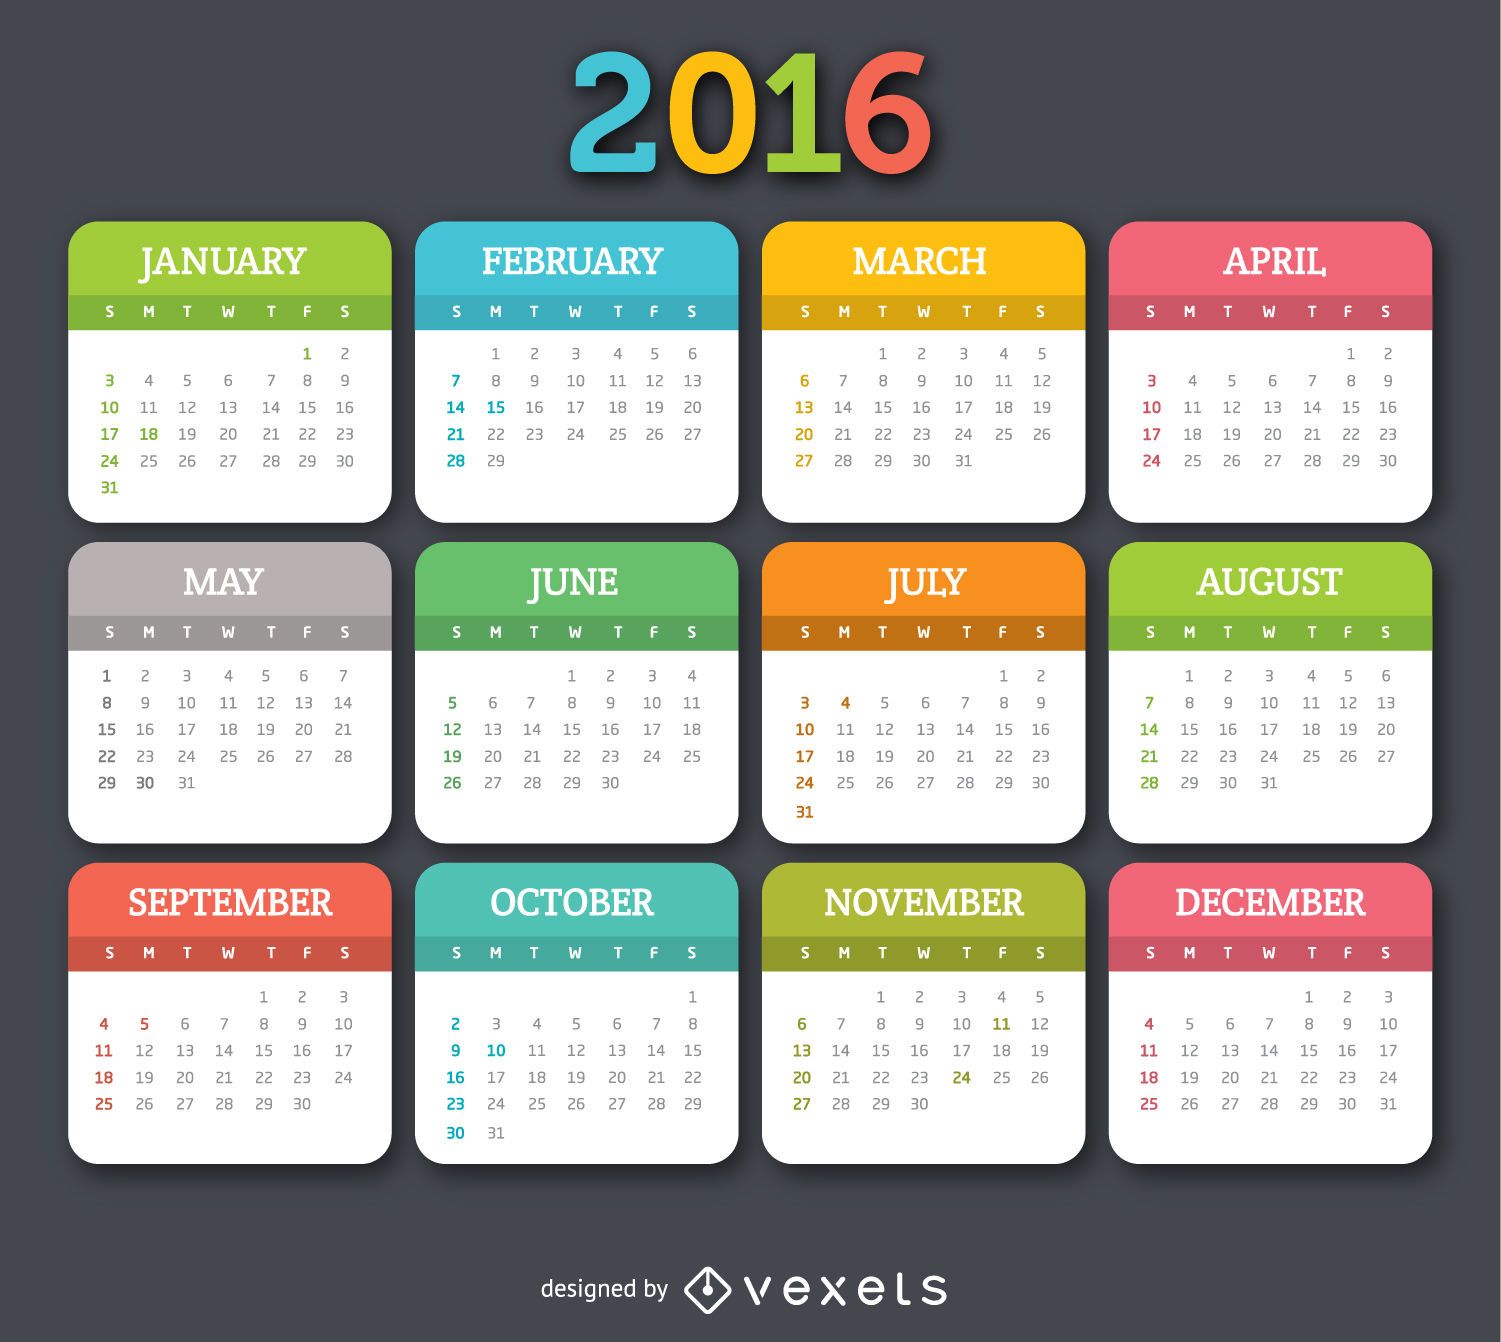 2016
JANUARY
S M T W T F S
1 2
3 4 5 6 7 8 9
10 11 12 13 14 15 16
17 18 19 20 21 22 23
24 25 26 27 28 29 30
31
FEBRUARY
S M T W T F S
1 2 3 4 5 6
7 8 9 10 11 12 13
14 15 16 17 18 19 20
21 22 23 24 25 26 27
28 29
MARCH
S M T W T F S
1 2 3 4 5
6 7 8 9 10 11 12
13 14 15 16 17 18 19
20 21 22 23 24 25 26
27 28 29 30 31
APRIL
S M T W T F S
1 2
3 4 5 6 7 8 9
10 11 12 13 14 15 16
17 18 19 20 21 22 23
24 25 26 27 28 29 30
MAY
S M T W T F S
1 2 3 4 5 6 7
8 9 10 11 12 13 14
15 16 17 18 19 20 21
22 23 24 25 26 27 28
29 30 31
JUNE
S M T W T F S
1 2 3 4
5 6 7 8 9 10 11
12 13 14 15 16 17 18
19 20 21 22 23 24 25
26 27 28 29 30
JULY
S M T W T F S
1 2
3 4 5 6 7 8 9
10 11 12 13 14 15 16
17 18 19 20 21 22 23
24 25 26 27 28 29 30
31
AUGUST
S M T W T F S
1 2 3 4 5 6
7 8 9 10 11 12 13
14 15 16 17 18 19 20
21 22 23 24 25 26 27
28 29 30 31
SEPTEMBER
S M T W T F S
1 2 3
4 5 6 7 8 9 10
11 12 13 14 15 16 17
18 19 20 21 22 23 24
25 26 27 28 29 30
OCTOBER
S M T W T F S
1
2 3 4 5 6 7 8
9 10 11 12 13 14 15
16 17 18 19 20 21 22
23 24 25 26 27 28 29
30 31
NOVEMBER
S M T W T F S
1 2 3 4 5
6 7 8 9 10 11 12
13 14 15 16 17 18 19
20 21 22 23 24 25 26
27 28 29 30
DECEMBER
S M T W T F S
1 2 3
4 5 6 7 8 9 10
11 12 13 14 15 16 17
18 19 20 21 22 23 24
25 26 27 28 29 30 31
designed by vexels